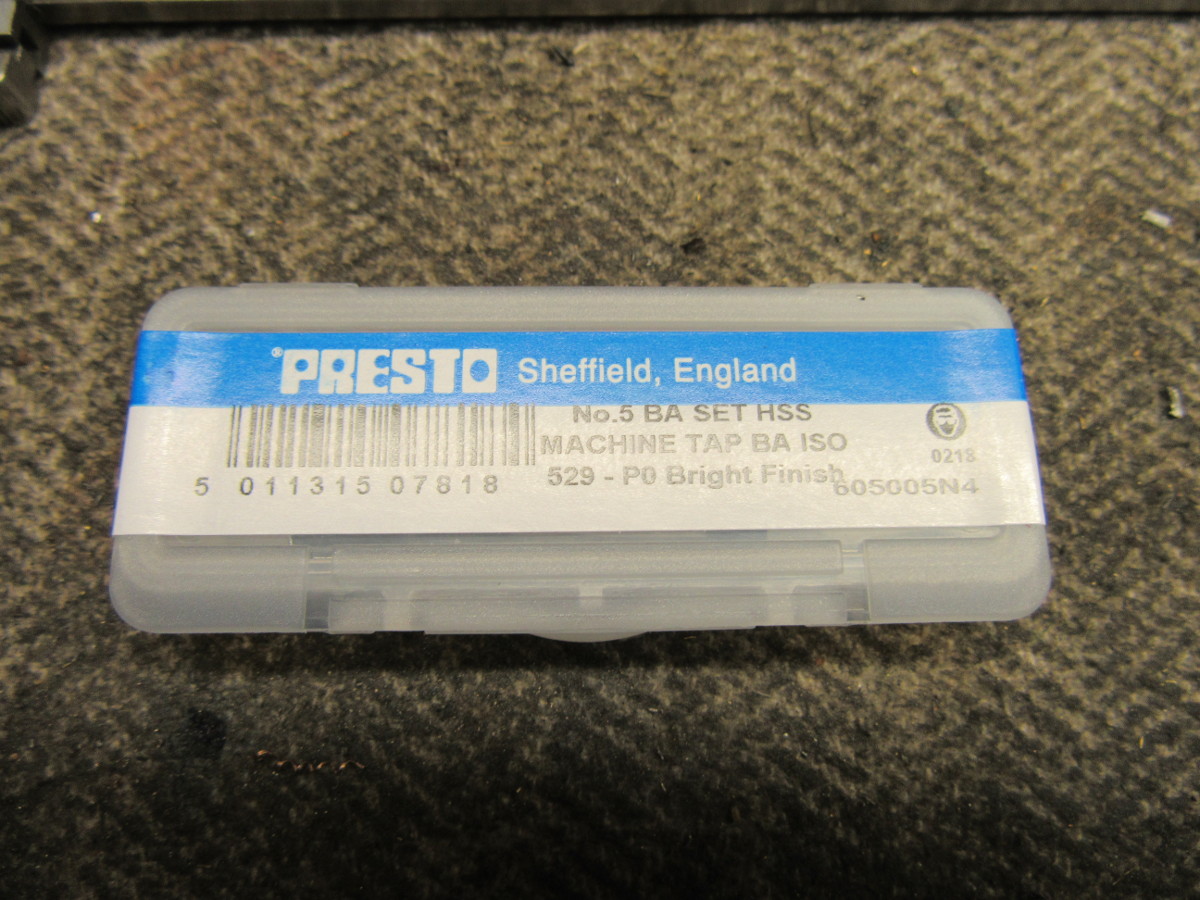 ® PRESTO Sheffield, England
No.5 BA SET HSS
MACHINE TAP BA ISO
529 - P0 Bright Finish
0218
605005N4
5 011315 07818